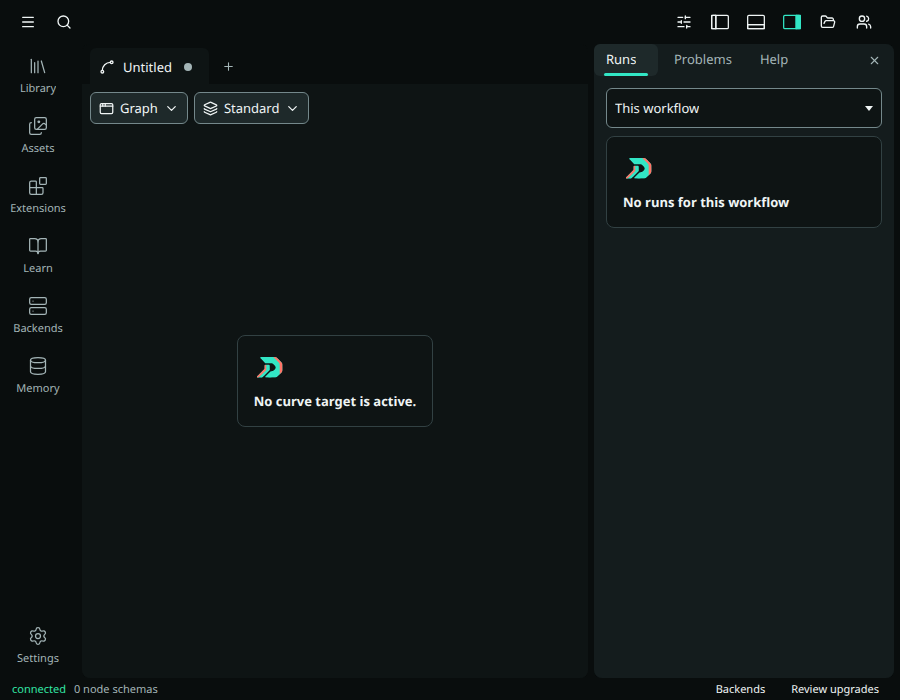 Library
Assets
Extensions
Learn
Backends
Memory
Settings
Untitled
Graph
Standard
No curve target is active.
Runs
Problems
Help
This workflow
No runs for this workflow
connected
0 node schemas
Backends
Review upgrades